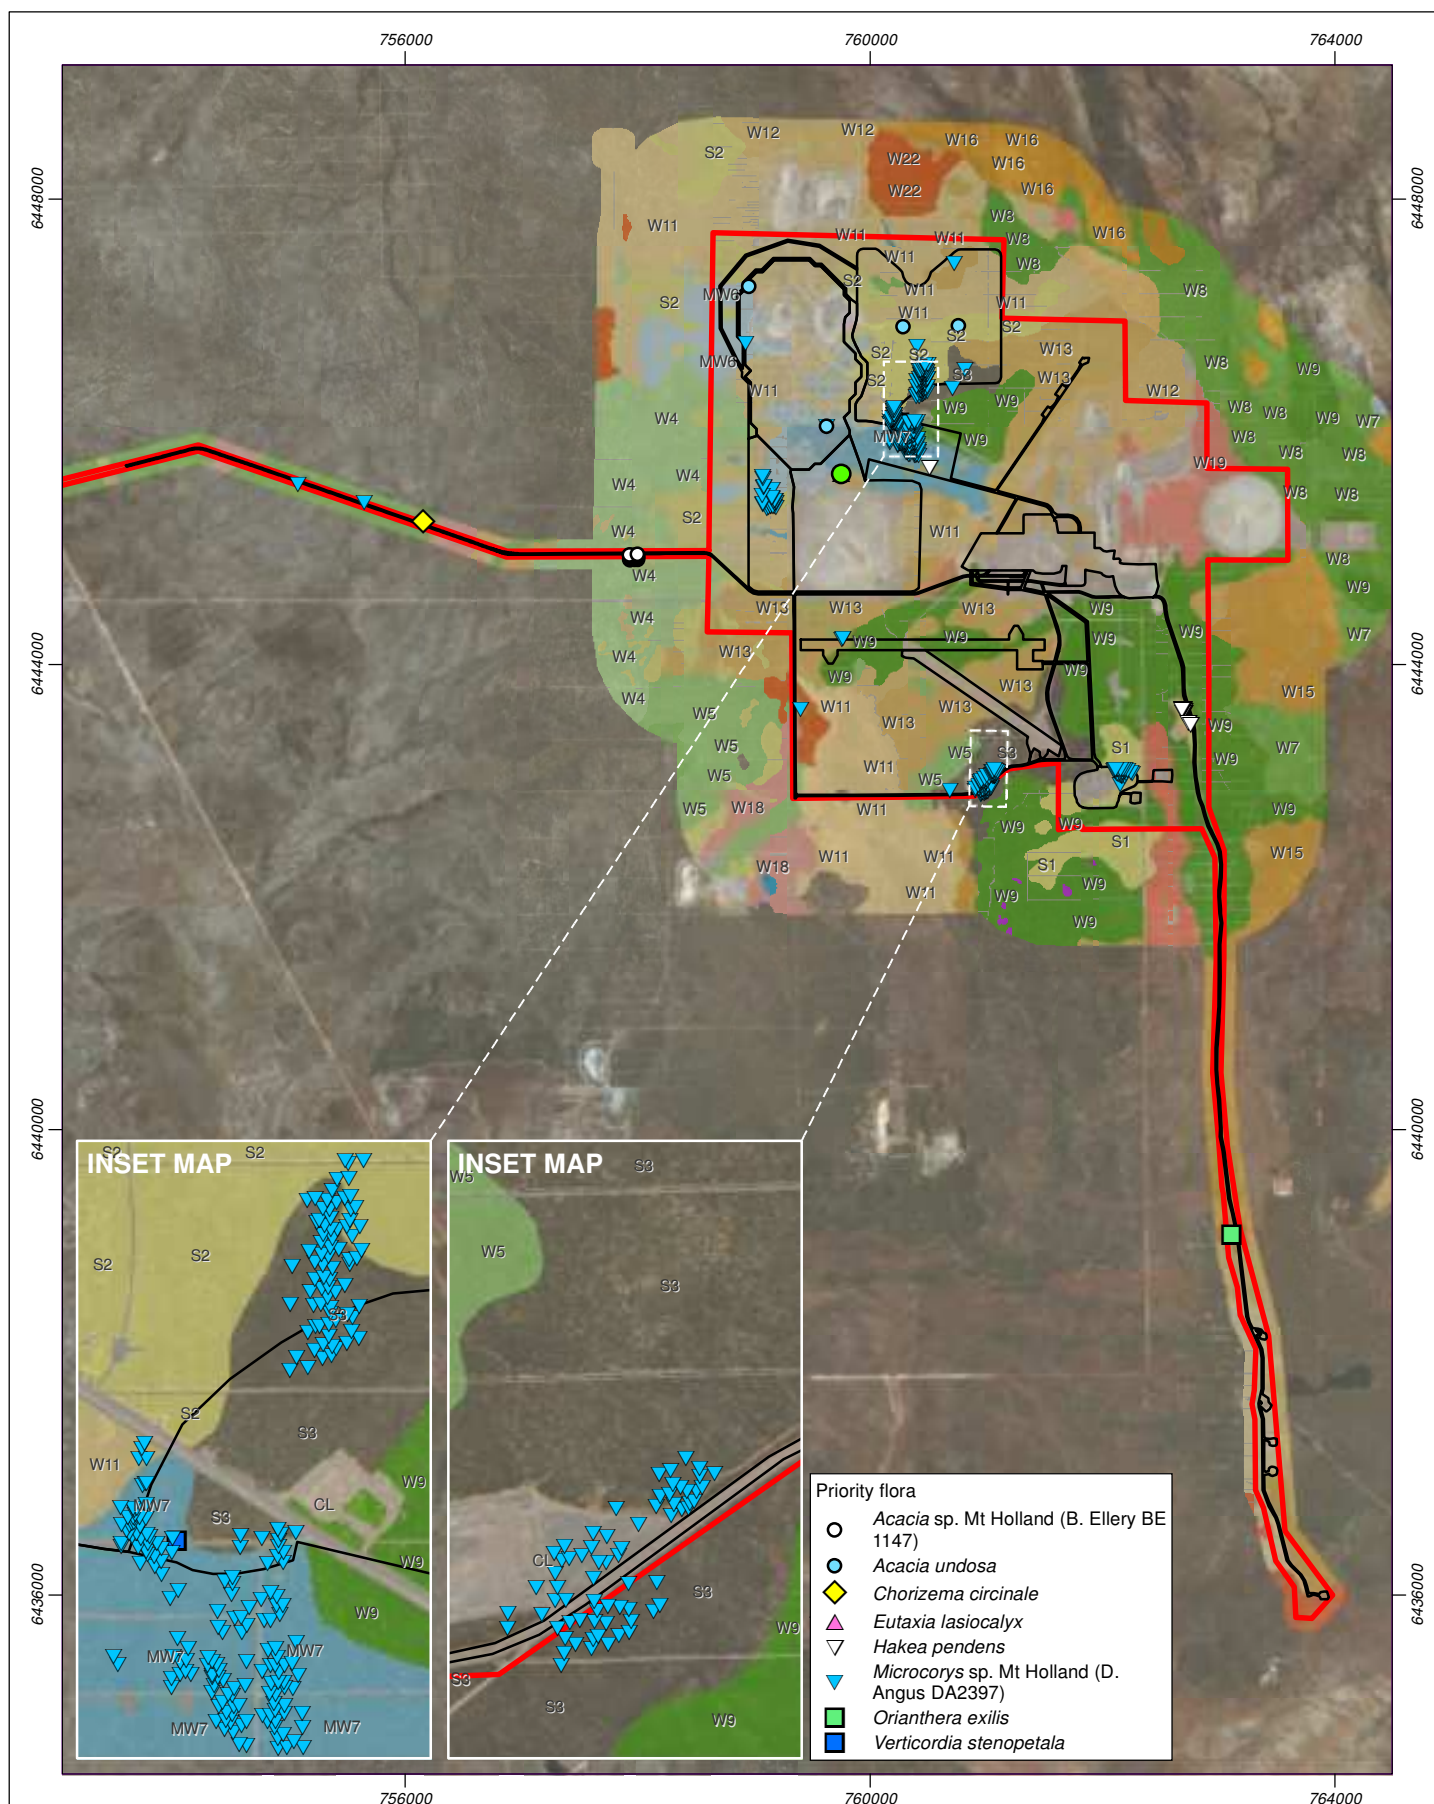 756000 760000 764000
W12 W12 W16 W16
S2 W22 W16
W22 W16
W8
W11 W11 W11 W8 W16
W11 W8
S2 W11 W8
S2 MW6 W11 W11
S2 S2
MW6 S2 S2 W13 W8
W11 S2 S3 W13 W12 W9
W4 W9 W9 W8 W8 W9 W7
MW7 W9 W8 W8 W8
W4 W4 W19 W8 W8
S2
W4 W11 W8
W4 W9
W13 W13 W13 W9
W4 W9 W9 W9 W9 W7
W4 W13 W9 W9
W4 W13 W15
W5 W11 W13 W13 W9
W5 W5 S3 S1 W7
W5 W11 W9
W5 W18 W5 W11 W9
W9 W9
W18 W11 W11 S1 S1 W15
W11 W9 W9
W9
6448000 6448000
6444000 6444000
6440000 6440000
6436000 6436000
INSET MAP
S2 S2
S2 S2
S3
S2 S3
W11 W9
MW7 S3 CL
W9
W9
MW7 MW7
MW7 MW7
INSET MAP
S3
W5
W5
S3
CL
S3
W9
S3 S3
W9
Priority flora
Acacia sp. Mt Holland (B. Ellery BE
1147)
Acacia undosa
Chorizema circinale
Eutaxia lasiocalyx
Hakea pendens
Microcorys sp. Mt Holland (D.
Angus DA2397)
Orianthera exilis
Verticordia stenopetala
756000 760000 764000